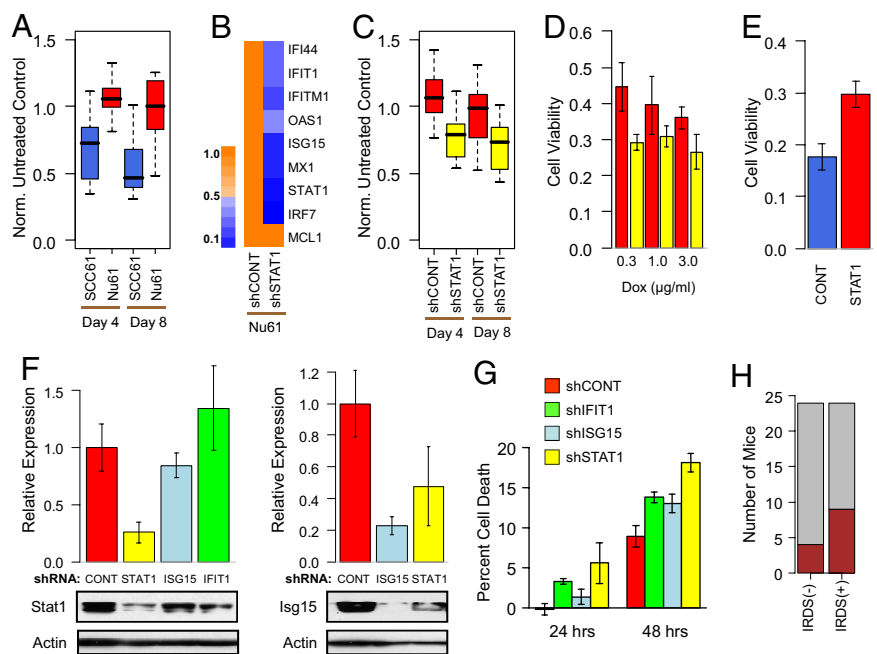 A
Norm. Untreated Control
1.5
1.0
0.5
0.0
SCC61
Nu61
SCC61
Nu61
Day 4
Day 8
B
IFI44
IFIT1
IFITM1
OAS1
ISG15
MX1
STAT1
IRF7
MCL1
1.0
0.5
0.1
shCONT
shSTAT1
Nu61
C
Norm. Untreated Control
1.5
1.0
0.5
0.0
shCONT
shSTAT1
shCONT
shSTAT1
Day 4
Day 8
D
Cell Viability
0.6
0.5
0.4
0.3
0.2
0.1
0.0
0.3 1.0 3.0
Dox (µg/ml)
E
Cell Viability
0.4
0.3
0.2
0.1
0.0
CONT
STAT1
F
Relative Expression
1.5
1.0
0.5
0.0
shRNA: CONT STAT1 ISG15 IFIT1
Stat1
Actin
Relative Expression
1.2
1.0
0.8
0.6
0.4
0.2
0.0
shRNA: CONT ISG15 STAT1
Isg15
Actin
G
shCONT
shIFIT1
shISG15
shSTAT1
Percent Cell Death
20
15
10
5
0
24 hrs
48 hrs
H
Number of Mice
25
20
15
10
5
0
IRDS(-)
IRDS(+)